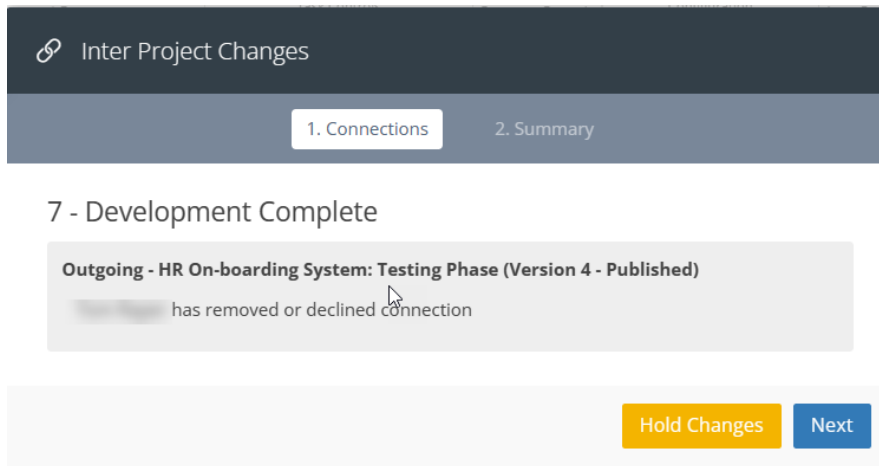 Inter Project Changes
1. Connections
2. Summary
7 - Development Complete
Outgoing - HR On-boarding System: Testing Phase (Version 4 - Published)
has removed or declined connection
Hold Changes
Next